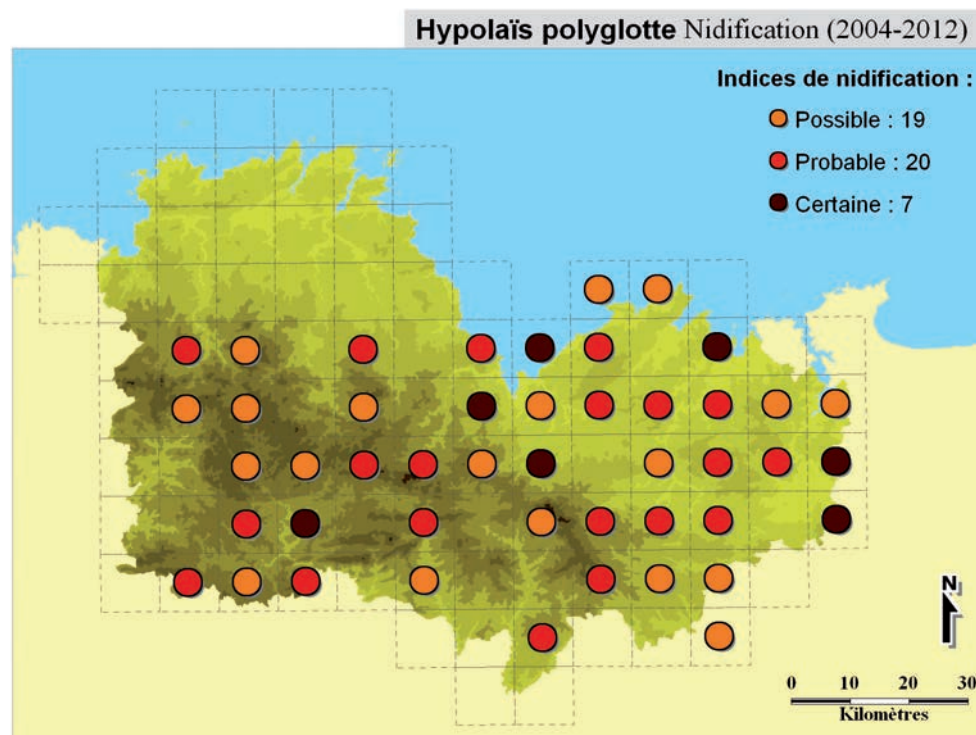 Hypolaïs polyglotte Nidification (2004-2012)
Indices de nidification :
Possible : 19
Probable : 20
Certaine : 7
N
0 10 20 30
Kilomètres